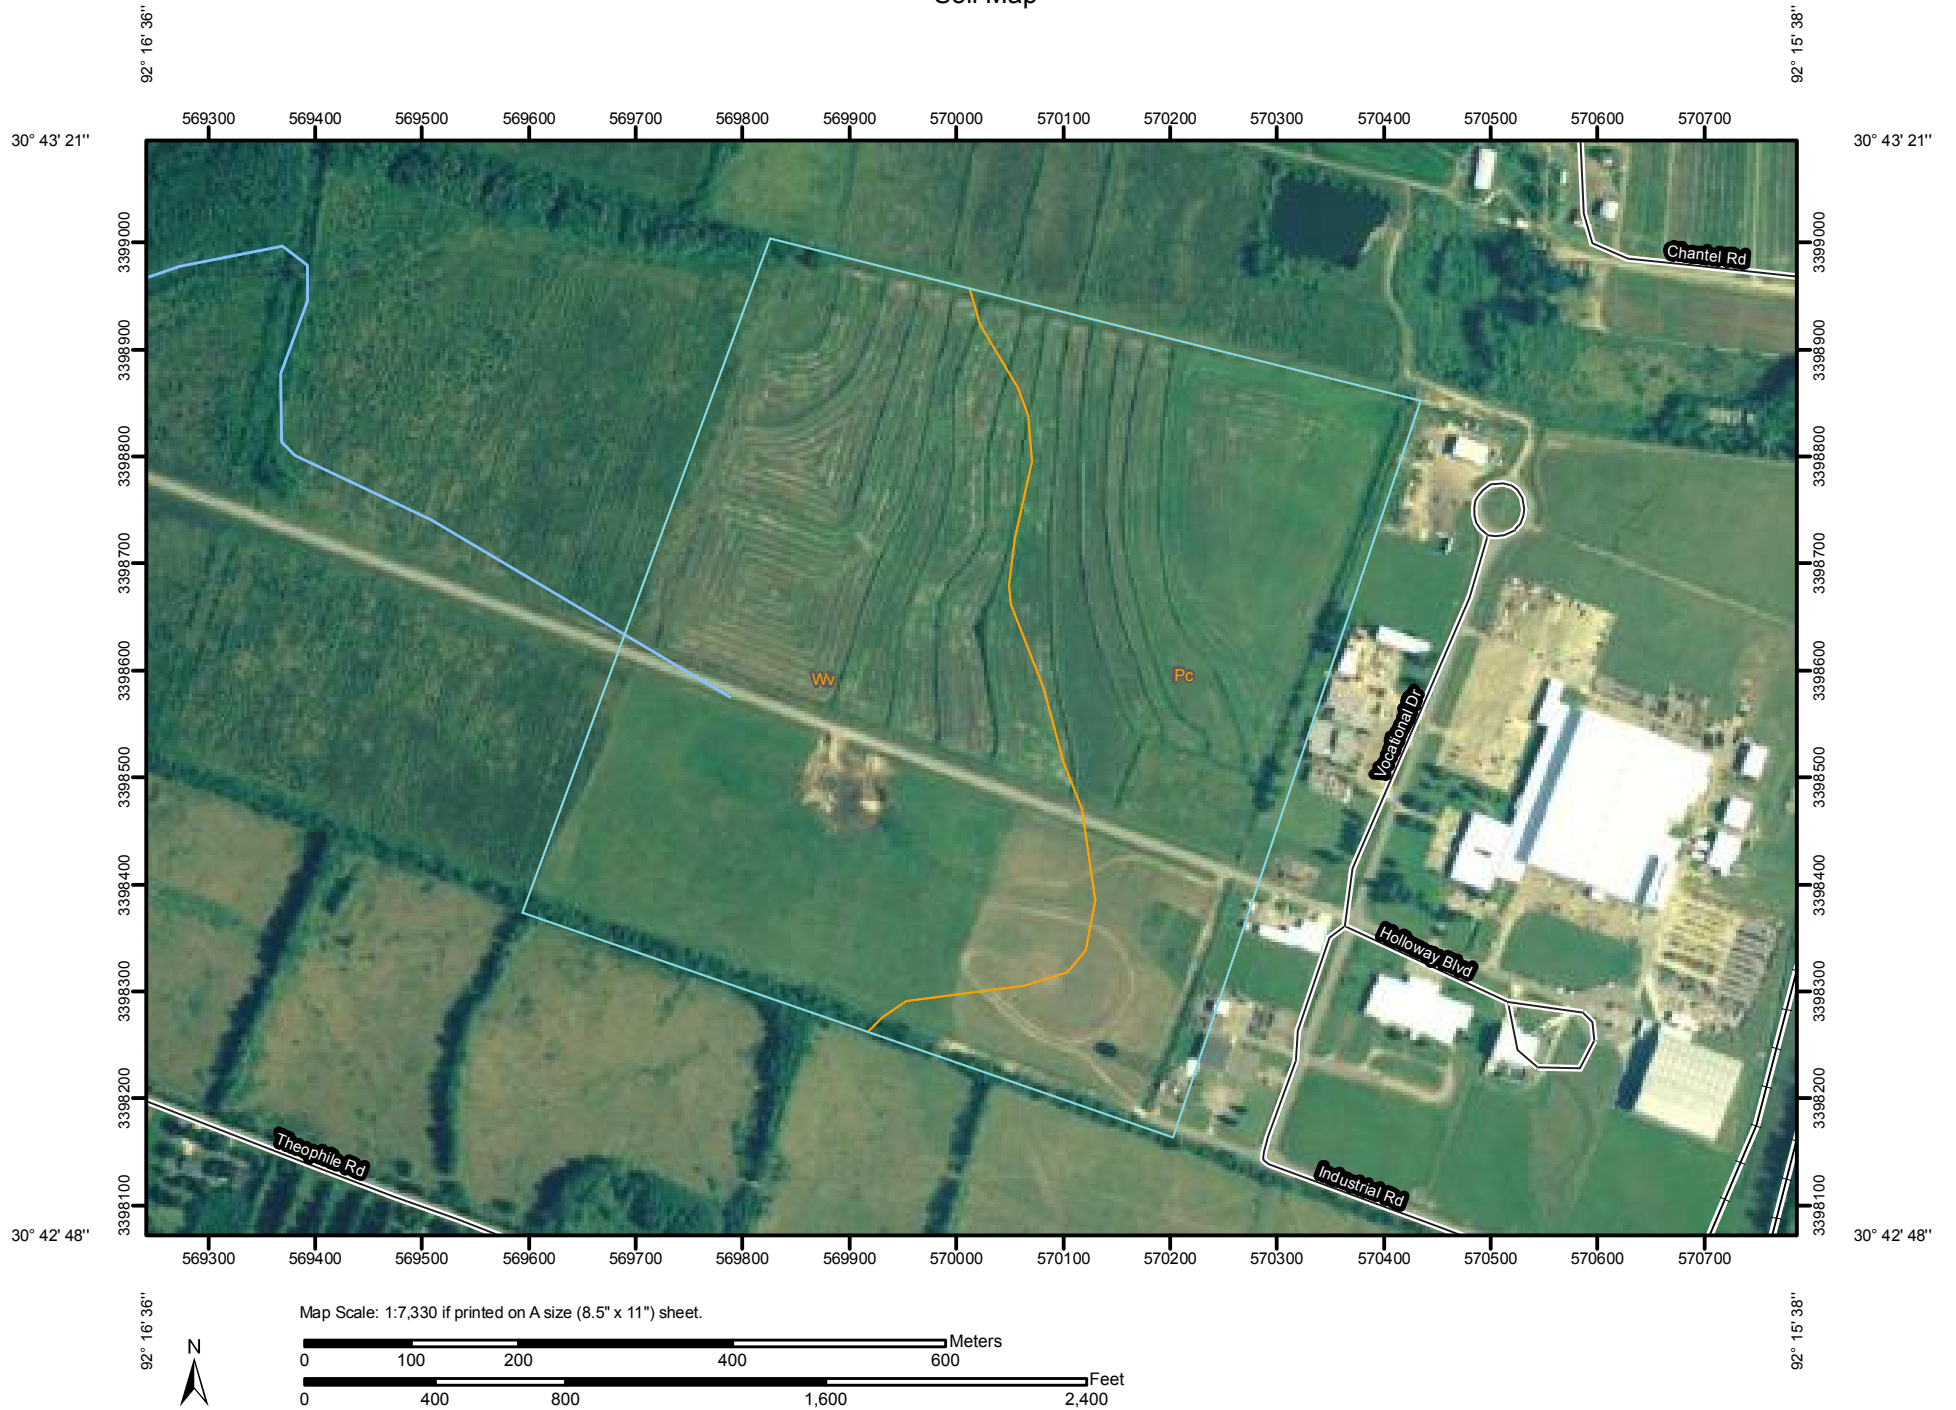 Soil Map
92° 16' 36"
92° 15' 38"
569300 569400 569500 569600 569700 569800 569900 570000 570100 570200 570300 570400 570500 570600 570700
30° 43' 21"
30° 43' 21"
3399000
3398900
3398800
3398700
3398600
3398500
3398400
3398300
3398200
3398100
3399000
3398900
3398800
3398700
3398600
3398500
3398400
3398300
3398200
3398100
Chantel Rd
Wv
Pc
Vocational Dr
Holloway Blvd
Theophile Rd
Industrial Rd
30° 42' 48"
30° 42' 48"
569300 569400 569500 569600 569700 569800 569900 570000 570100 570200 570300 570400 570500 570600 570700
92° 16' 36"
92° 15' 38"
Map Scale: 1:7,330 if printed on A size (8.5" x 11") sheet.
N
Meters
0 100 200 400 600
Feet
0 400 800 1,600 2,400